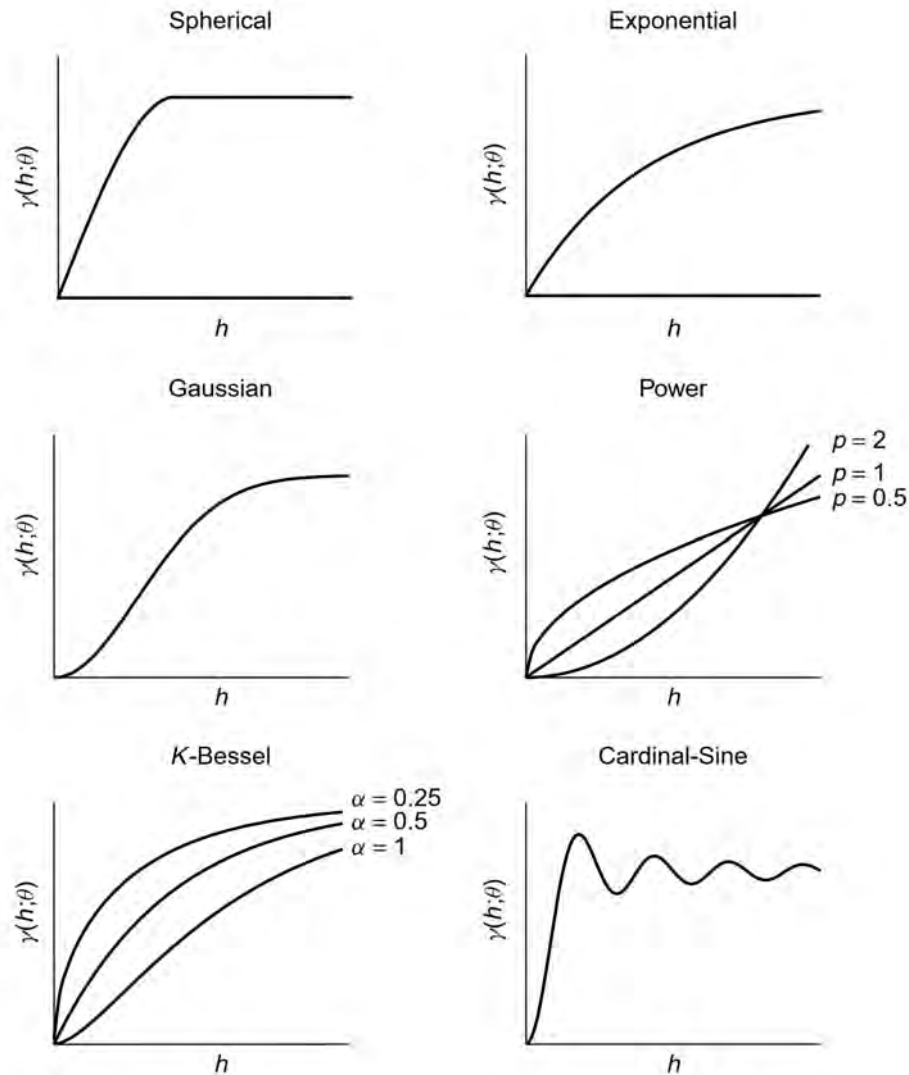 Spherical
γ(h;θ)
h
Exponential
γ(h;θ)
h
Gaussian
γ(h;θ)
h
Power
γ(h;θ)
p = 2
p = 1
p = 0.5
h
K-Bessel
γ(h;θ)
α = 0.25
α = 0.5
α = 1
h
Cardinal-Sine
γ(h;θ)
h